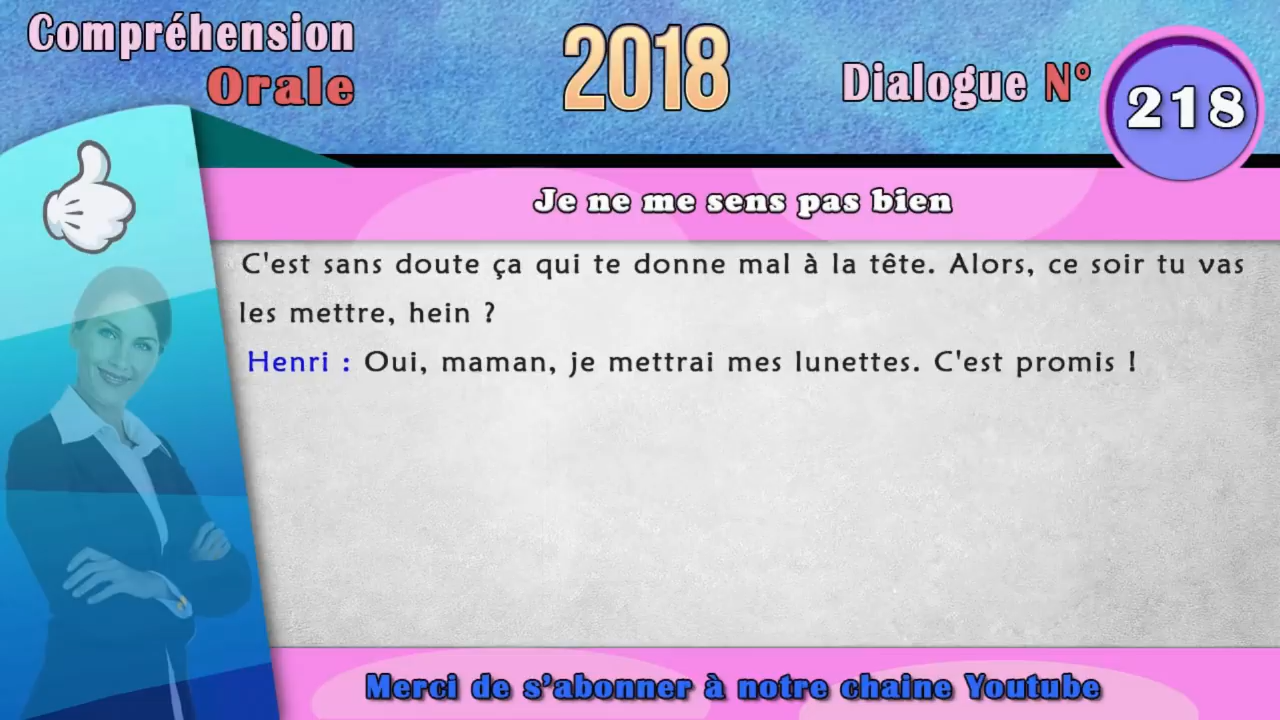 Compréhension
Orale
2018
Dialogue N°
218
Je ne me sens pas bien
C'est sans doute ça qui te donne mal à la tête. Alors, ce soir tu vas
les mettre, hein ?
Henri : Oui, maman, je mettrai mes lunettes. C'est promis !
Merci de s'abonner à notre chaine Youtube